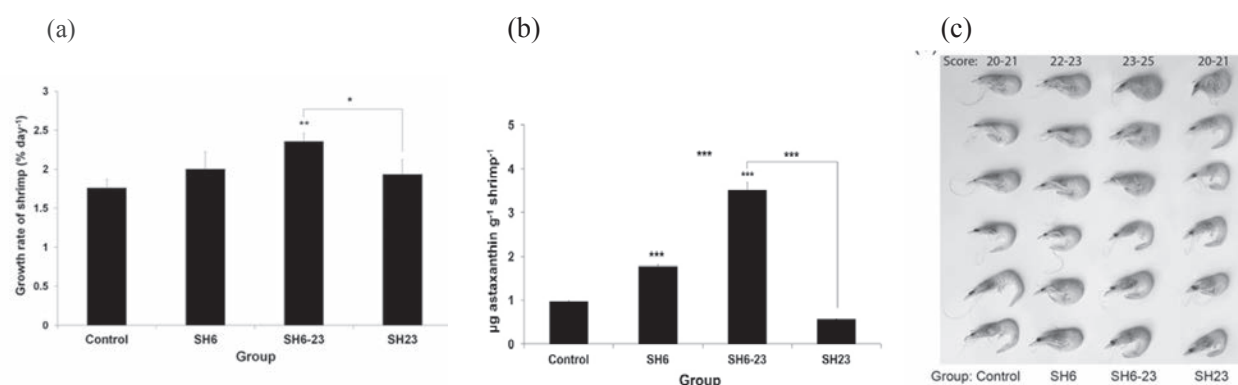 (a)
Growth rate of shrimp (% day⁻¹)
3
2.5
2
1.5
1
0.5
0
*
**
Control SH6 SH6-23 SH23
Group
(b)
µg astaxanthin g⁻¹ shrimp⁻¹
5
4
3
2
1
0
*** ***
***
***
Control SH6 SH6-23 SH23
Group
(c)
Score: 20-21 22-23 23-25 20-21
Group: Control SH6 SH6-23 SH23